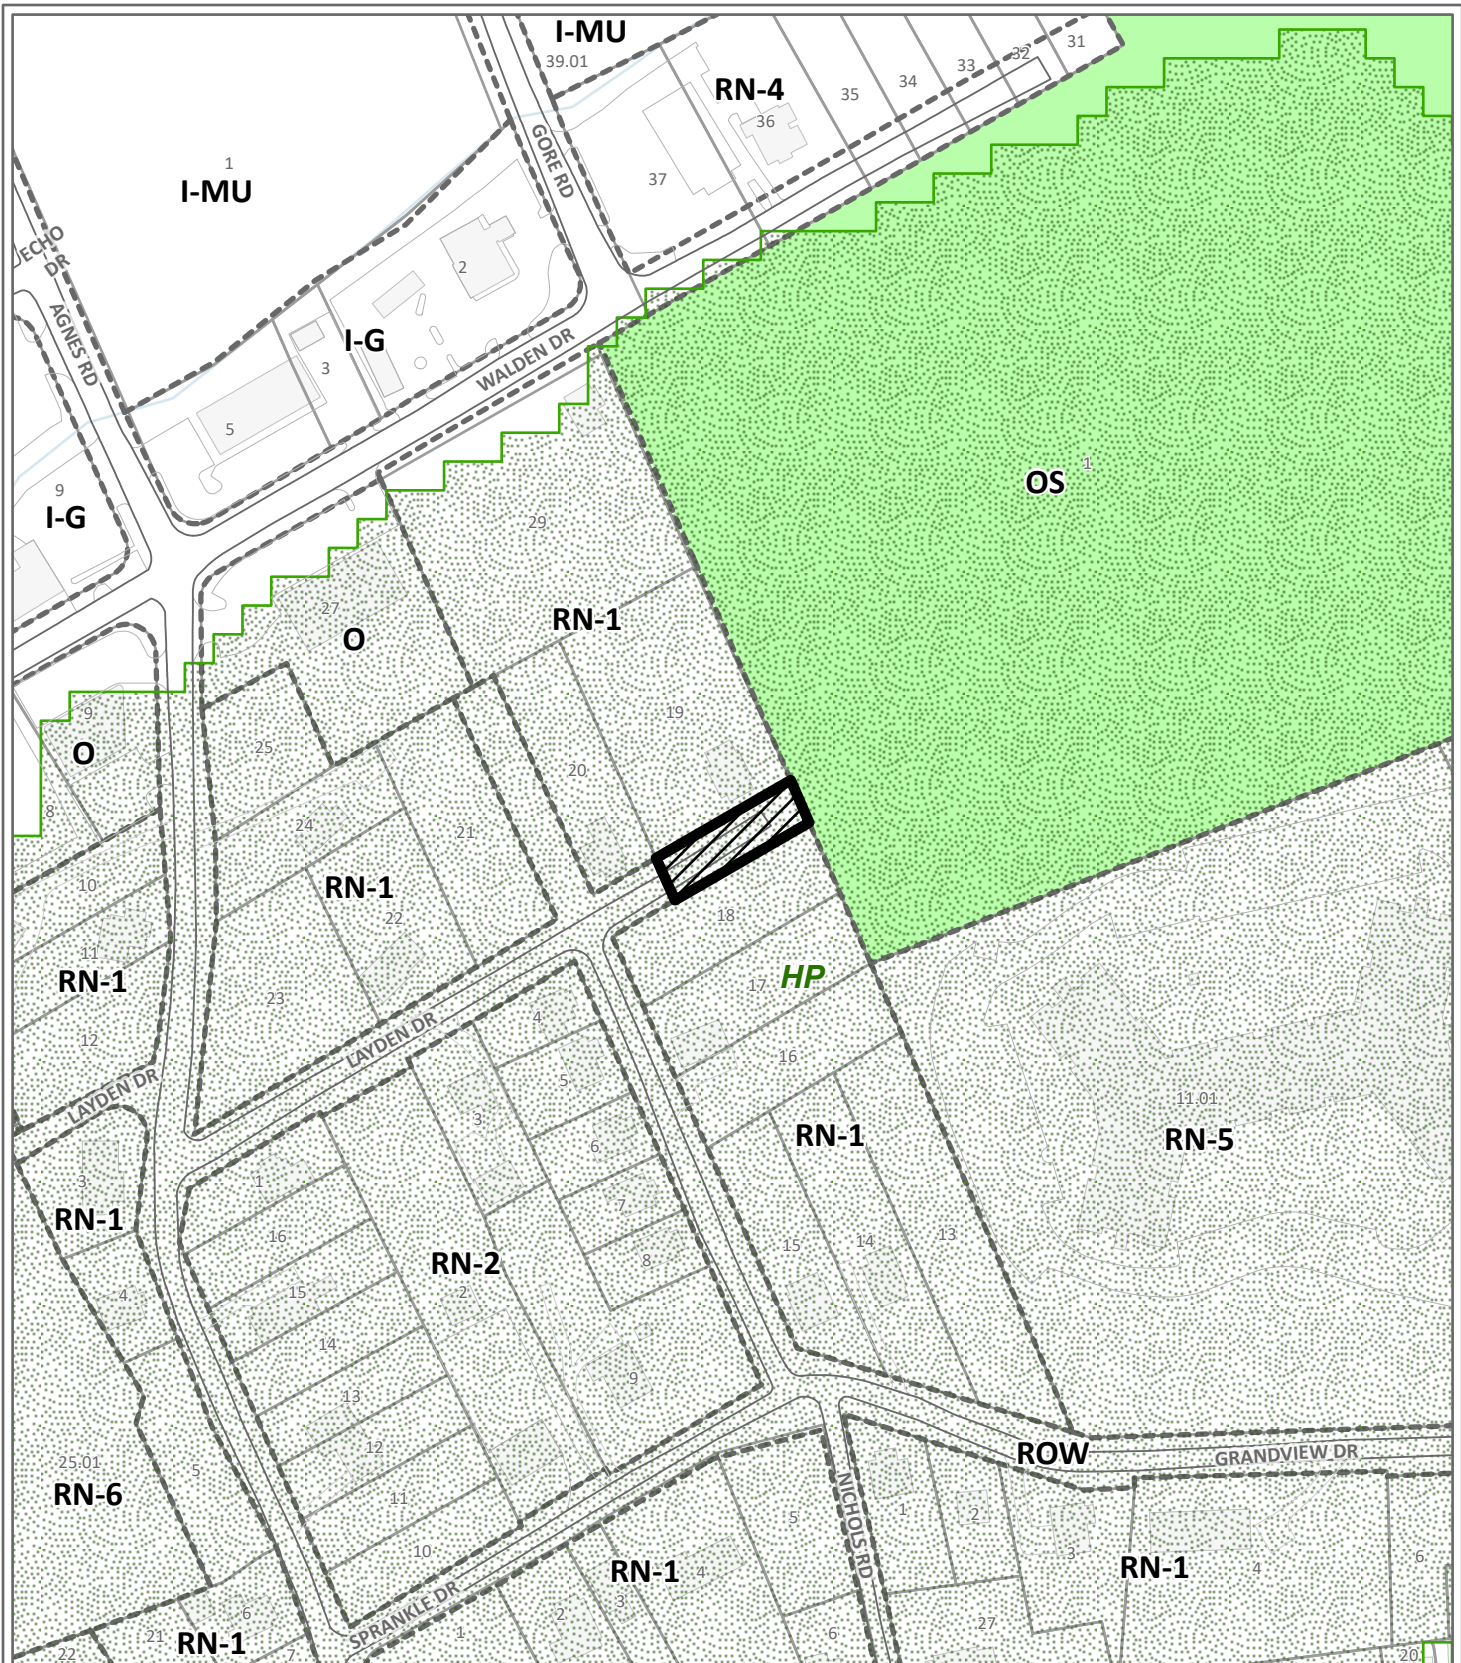 I-MU
39.01
31
32
33
34
35
RN-4
36
37
GORE RD
1
I-MU
ECHO
DR
AGNES RD
2
I-G
3
5
WALDEN DR
9
I-G
OS
1
29
RN-1
27
O
9
O
8
25
19
20
24
21
RN-1
22
10
11
RN-1
12
23
18
17
HP
16
LAYDEN DR
4
5
LAYDEN DR
3
6
RN-1
11.01
RN-5
3
RN-1
1
16
7
RN-2
8
15
14
13
4
15
2
14
13
9
12
25.01
RN-6
5
11
10
ROW
GRANDVIEW DR
NICHOLS RD
1
2
3
RN-1
4
6
5
RN-1
4
3
2
1
6
27
SPRANKLE DR
6
21
RN-1
22
7
20